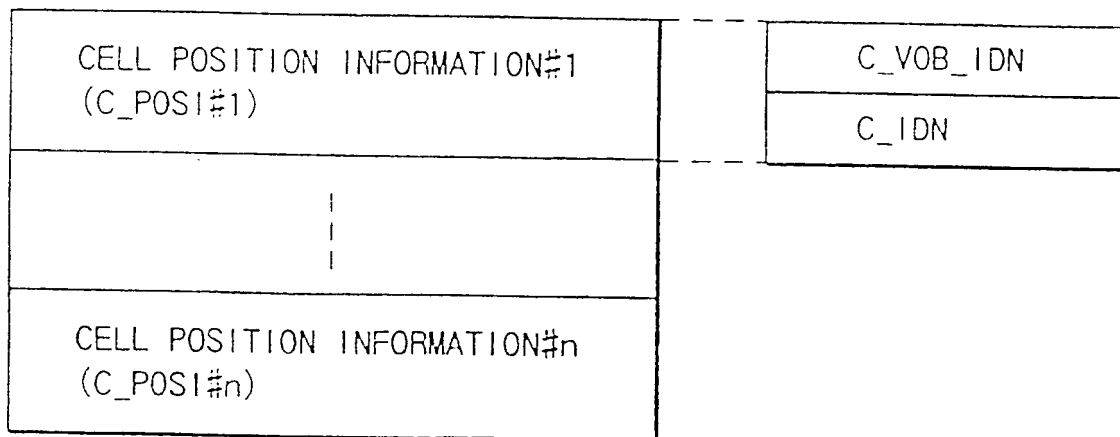 CELL POSITION INFORMATION#1
(C_POSI#1)
C_VOB_IDN
C_IDN
CELL POSITION INFORMATION#n
(C_POSI#n)